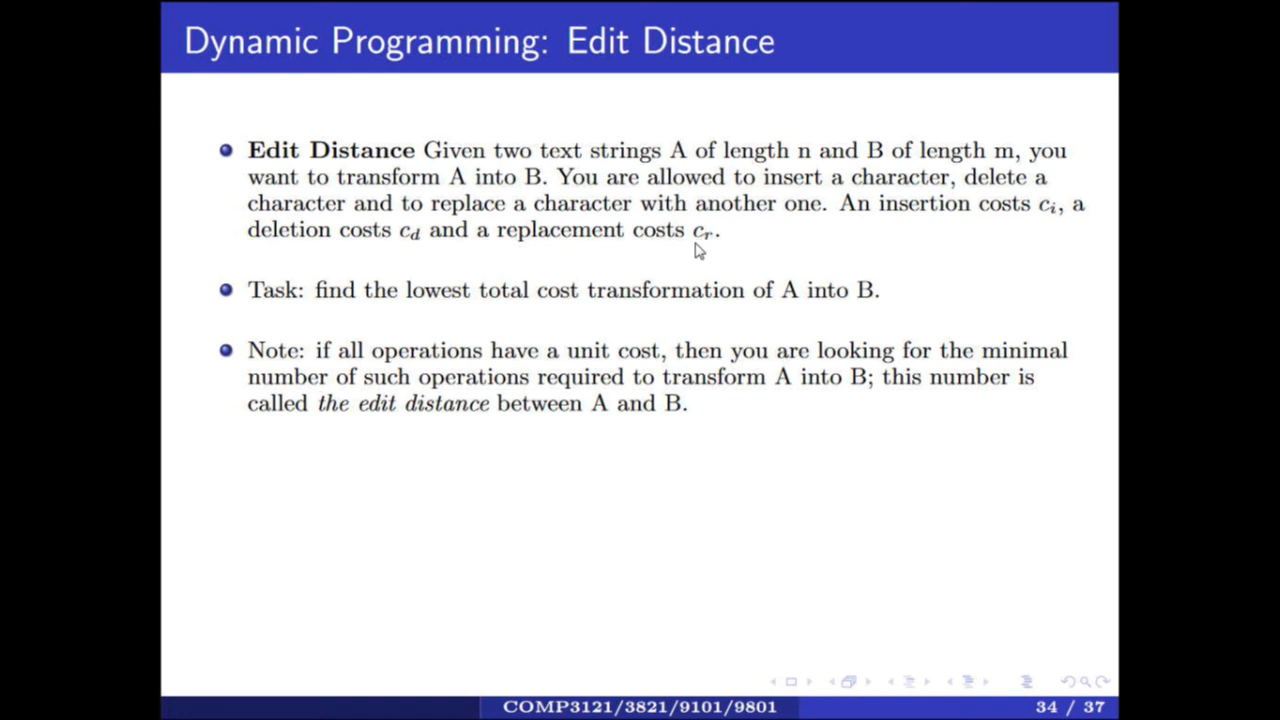 Dynamic Programming: Edit Distance
Edit Distance Given two text strings A of length n and B of length m, you
want to transform A into B. You are allowed to insert a character, delete a
character and to replace a character with another one. An insertion costs c_i, a
deletion costs c_d and a replacement costs c_r.
Task: find the lowest total cost transformation of A into B.
Note: if all operations have a unit cost, then you are looking for the minimal
number of such operations required to transform A into B; this number is
called the edit distance between A and B.
COMP3121/3821/9101/9801 34 / 37